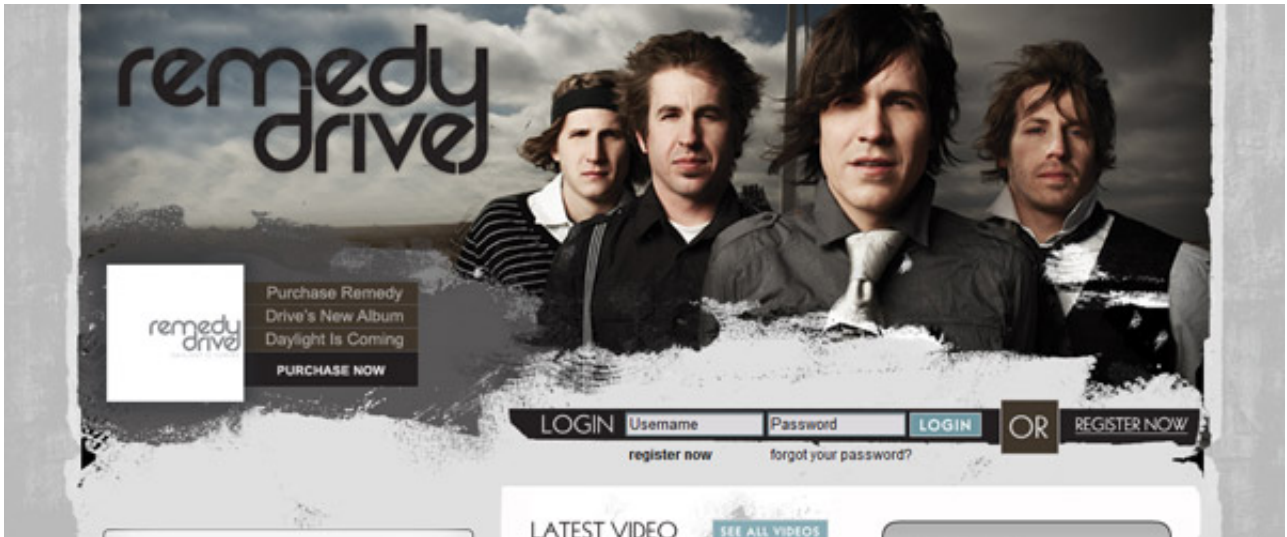 remedy
drive
remedy
drive
Purchase Remedy
Drive's New Album
Daylight Is Coming
PURCHASE NOW
LOGIN Username Password LOGIN OR REGISTER NOW
register now forgot your password?
LATEST VIDEO SEE ALL VIDEOS